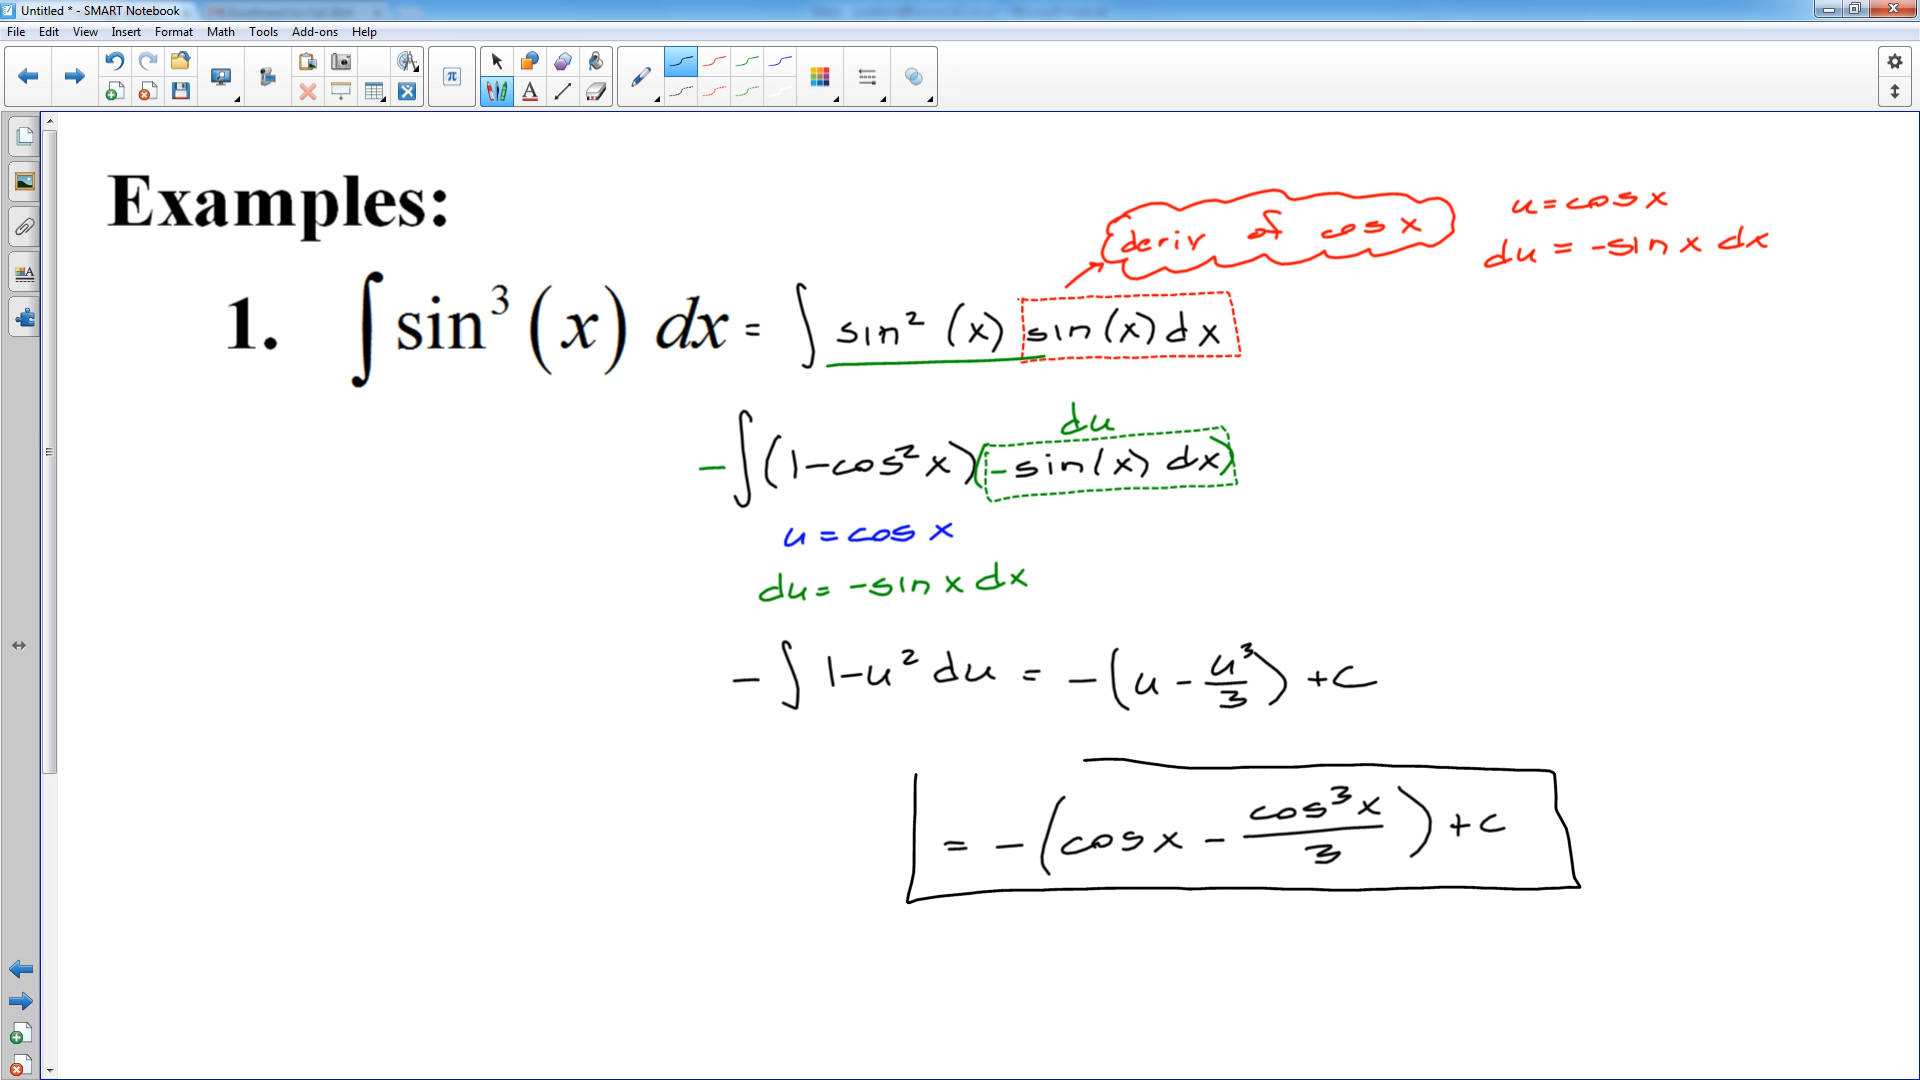 Untitled * - SMART Notebook
File Edit View Insert Format Math Tools Add-ons Help
Examples:
deriv of cos x
u = cos x
du = -sin x dx
1. ∫ sin³ (x) dx = ∫ sin² (x) sin(x) dx
du
-∫(1-cos² x)(-sin(x) dx)
u = cos x
du = -sin x dx
-∫ 1-u² du = -(u - u³/3) + c
= -(cos x - cos³x/3) + c